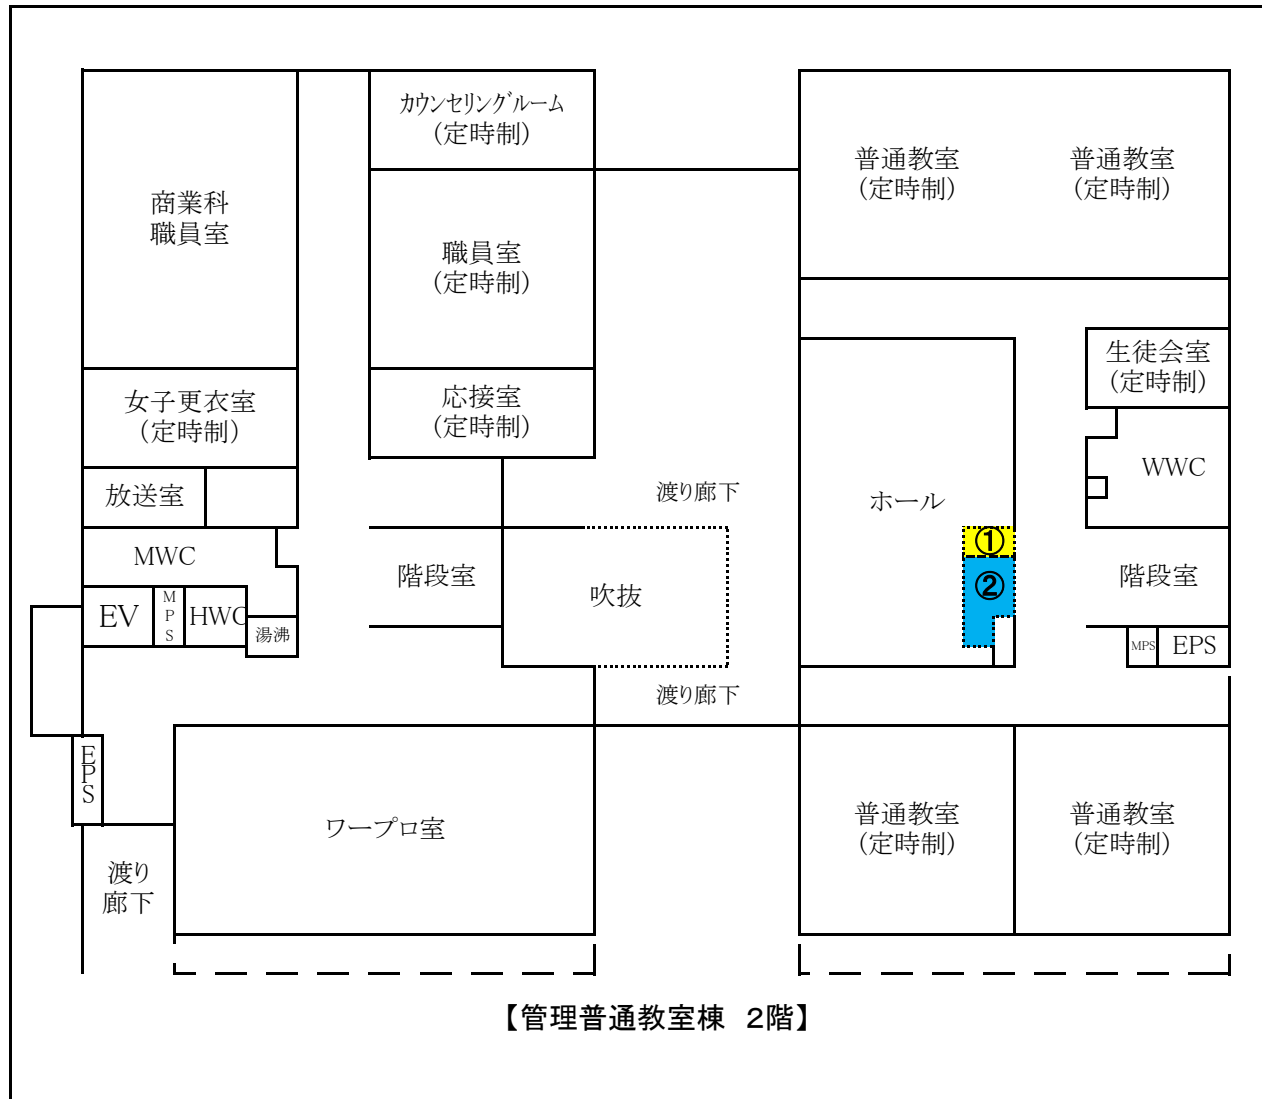 カウンセリングルーム
(定時制)
普通教室
(定時制)
普通教室
(定時制)
商業科
職員室
職員室
(定時制)
生徒会室
(定時制)
女子更衣室
(定時制)
応接室
(定時制)
放送室
渡り廊下
ホール
WWC
MWC
①
階段室
吹抜
②
階段室
EV
MPS
HWC
湯沸
MPS
EPS
渡り廊下
EPS
ワープロ室
普通教室
(定時制)
普通教室
(定時制)
渡り
廊下
【管理普通教室棟 2階】